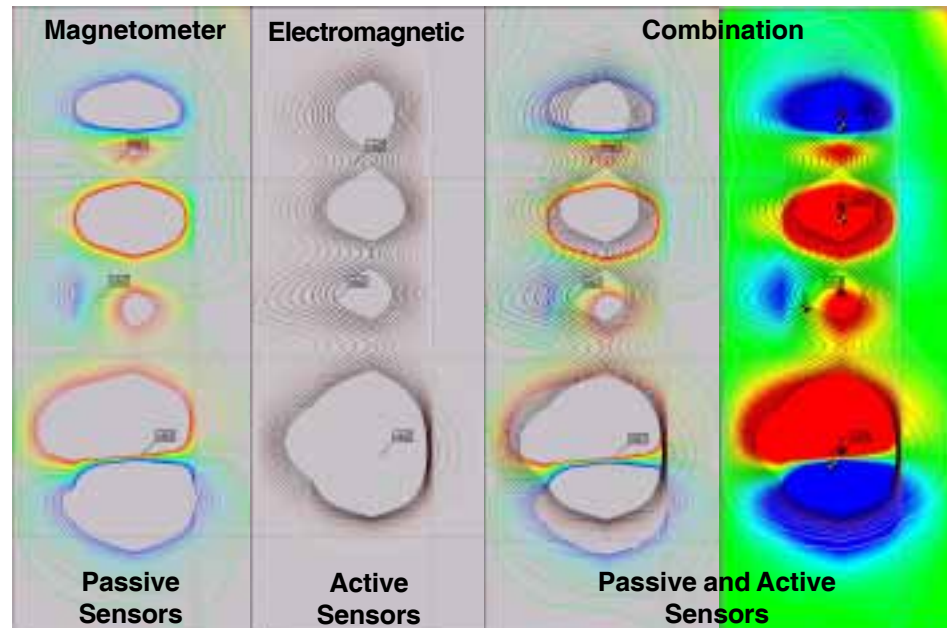 Magnetometer
Electromagnetic
Combination
Passive
Sensors
Active
Sensors
Passive and Active
Sensors